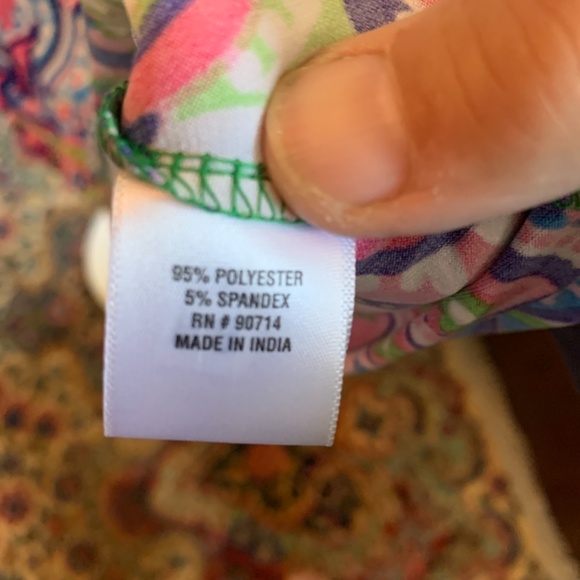 95% POLYESTER
5% SPANDEX
RN # 90714
MADE IN INDIA